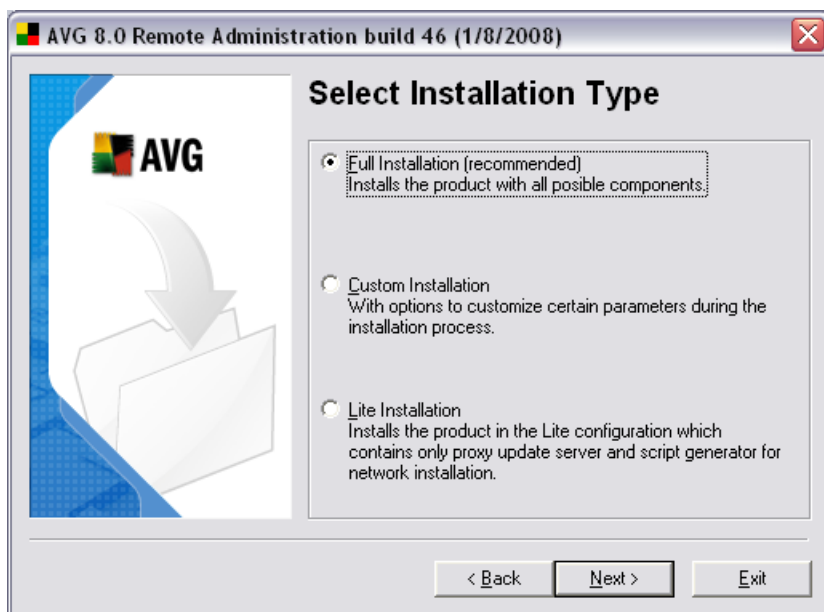 AVG 8.0 Remote Administration build 46 (1/8/2008)
AVG
Select Installation Type
Full Installation (recommended)
Installs the product with all posible components.
Custom Installation
With options to customize certain parameters during the
installation process.
Lite Installation
Installs the product in the Lite configuration which
contains only proxy update server and script generator for
network installation.
< Back
Next >
Exit